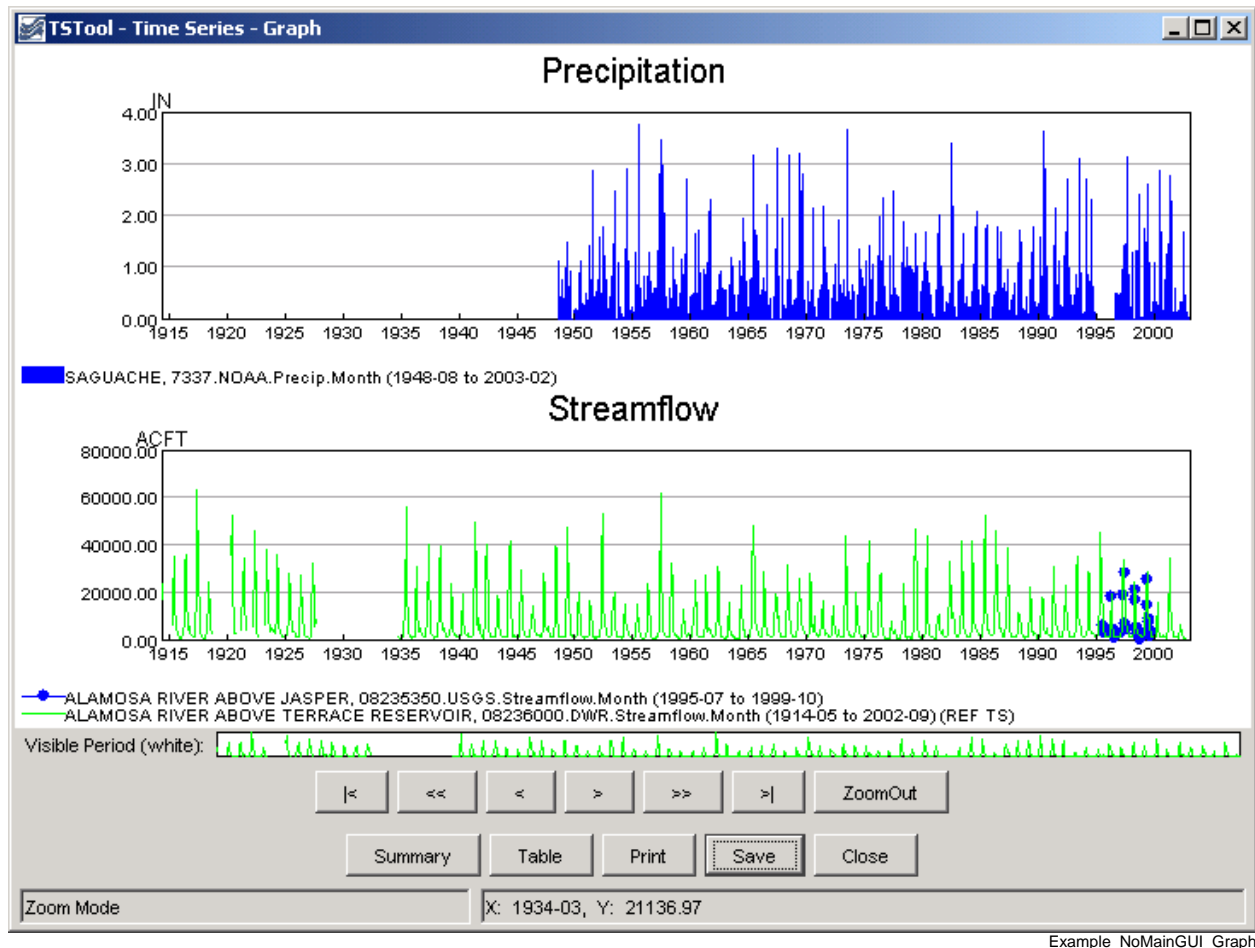 TSTool - Time Series - Graph
Precipitation
IN
4.00
3.00
2.00
1.00
0.00
1915 1920 1925 1930 1935 1940 1945 1950 1955 1960 1965 1970 1975 1980 1985 1990 1995 2000
SAGUACHE, 7337.NOAA.Precip.Month (1948-08 to 2003-02)
Streamflow
ACFT
80000.00
60000.00
40000.00
20000.00
0.00
1915 1920 1925 1930 1935 1940 1945 1950 1955 1960 1965 1970 1975 1980 1985 1990 1995 2000
ALAMOSA RIVER ABOVE JASPER, 08235350.USGS.Streamflow.Month (1995-07 to 1999-10)
ALAMOSA RIVER ABOVE TERRACE RESERVOIR, 08236000.DWR.Streamflow.Month (1914-05 to 2002-09) (REF TS)
Visible Period (white):
|< << < > >> >| ZoomOut
Summary Table Print Save Close
Zoom Mode X: 1934-03, Y: 21136.97
Example_NoMainGUI_Graph